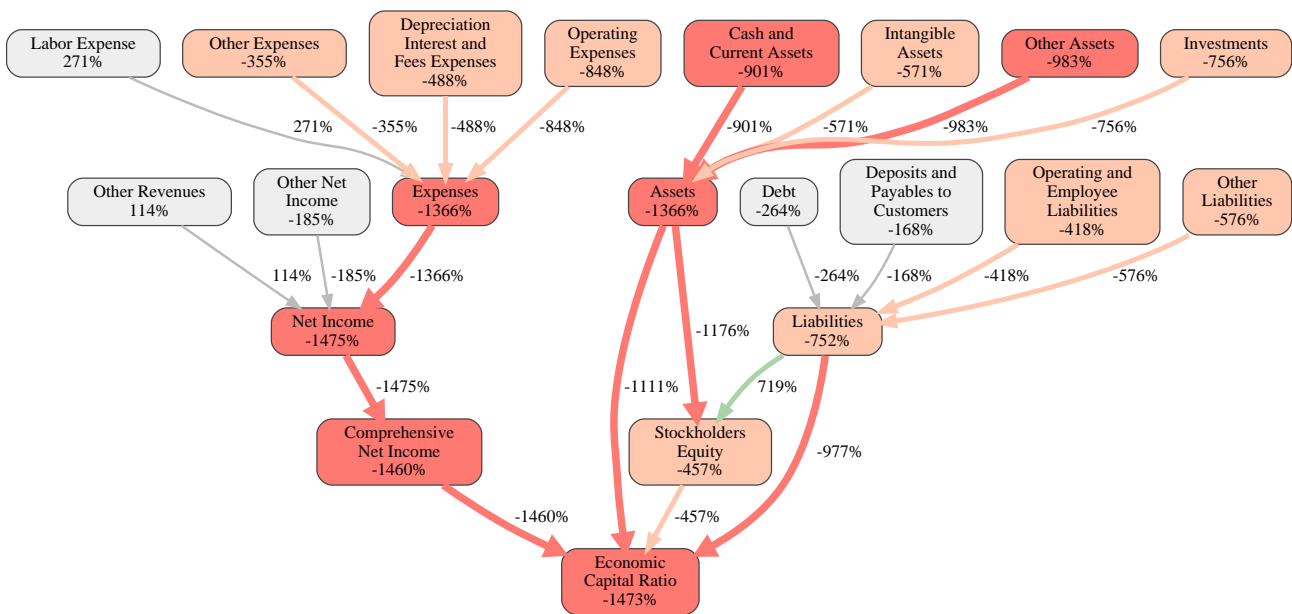 Labor Expense
271%
Other Expenses
-355%
Depreciation
Interest and
Fees Expenses
-488%
Operating
Expenses
-848%
Cash and
Current Assets
-901%
Intangible
Assets
-571%
Other Assets
-983%
Investments
-756%
271%
-355%
-488%
-848%
-901%
-571%
-983%
-756%
Other Revenues
114%
Other Net
Income
-185%
Expenses
-1366%
Assets
-1366%
Debt
-264%
Deposits and
Payables to
Customers
-168%
Operating and
Employee
Liabilities
-418%
Other
Liabilities
-576%
114%
-185%
-1366%
-264%
-168%
-418%
-576%
Net Income
-1475%
-1176%
Liabilities
-752%
-1475%
-1111%
719%
Comprehensive
Net Income
-1460%
Stockholders
Equity
-457%
-977%
-1460%
-457%
Economic
Capital Ratio
-1473%